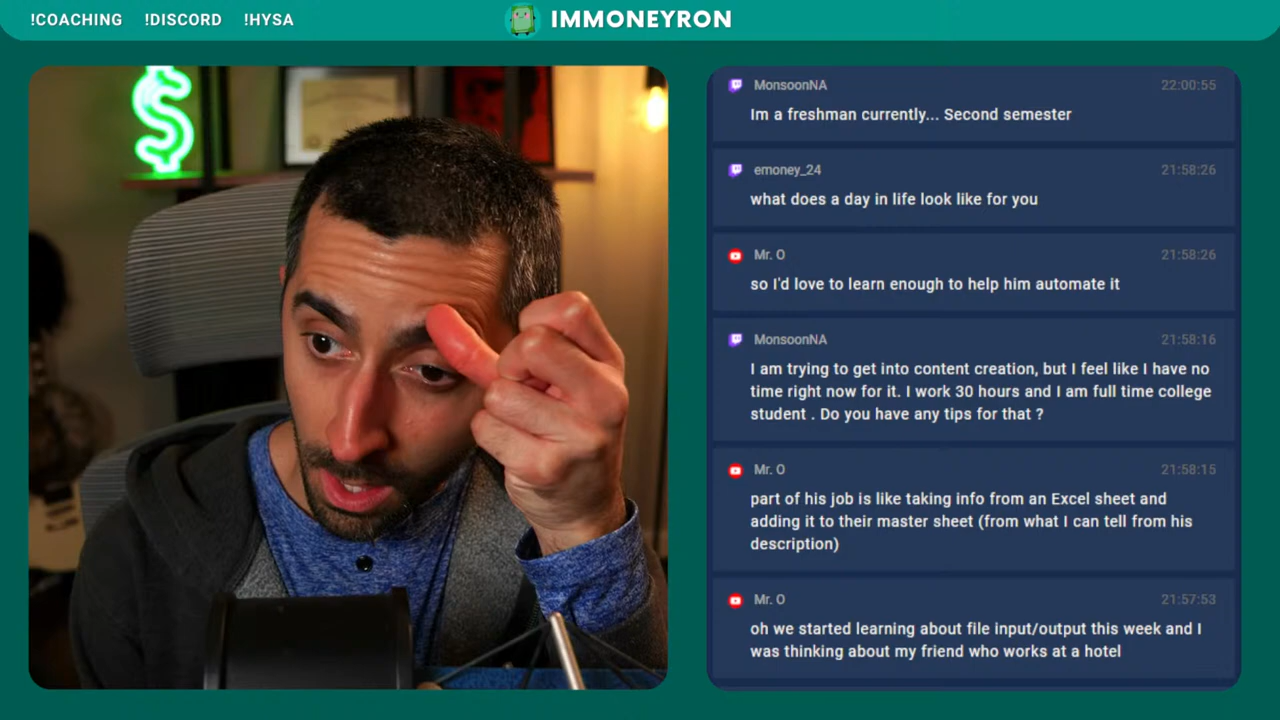 !COACHING !DISCORD !HYSA
IMMONEYRON
MonsoonNA 22:00:55
Im a freshman currently... Second semester
emoney_24 21:58:26
what does a day in life look like for you
Mr. O 21:58:26
so I'd love to learn enough to help him automate it
MonsoonNA 21:58:16
I am trying to get into content creation, but I feel like I have no
time right now for it. I work 30 hours and I am full time college
student . Do you have any tips for that ?
Mr. O 21:58:15
part of his job is like taking info from an Excel sheet and
adding it to their master sheet (from what I can tell from his
description)
Mr. O 21:57:53
oh we started learning about file input/output this week and I
was thinking about my friend who works at a hotel